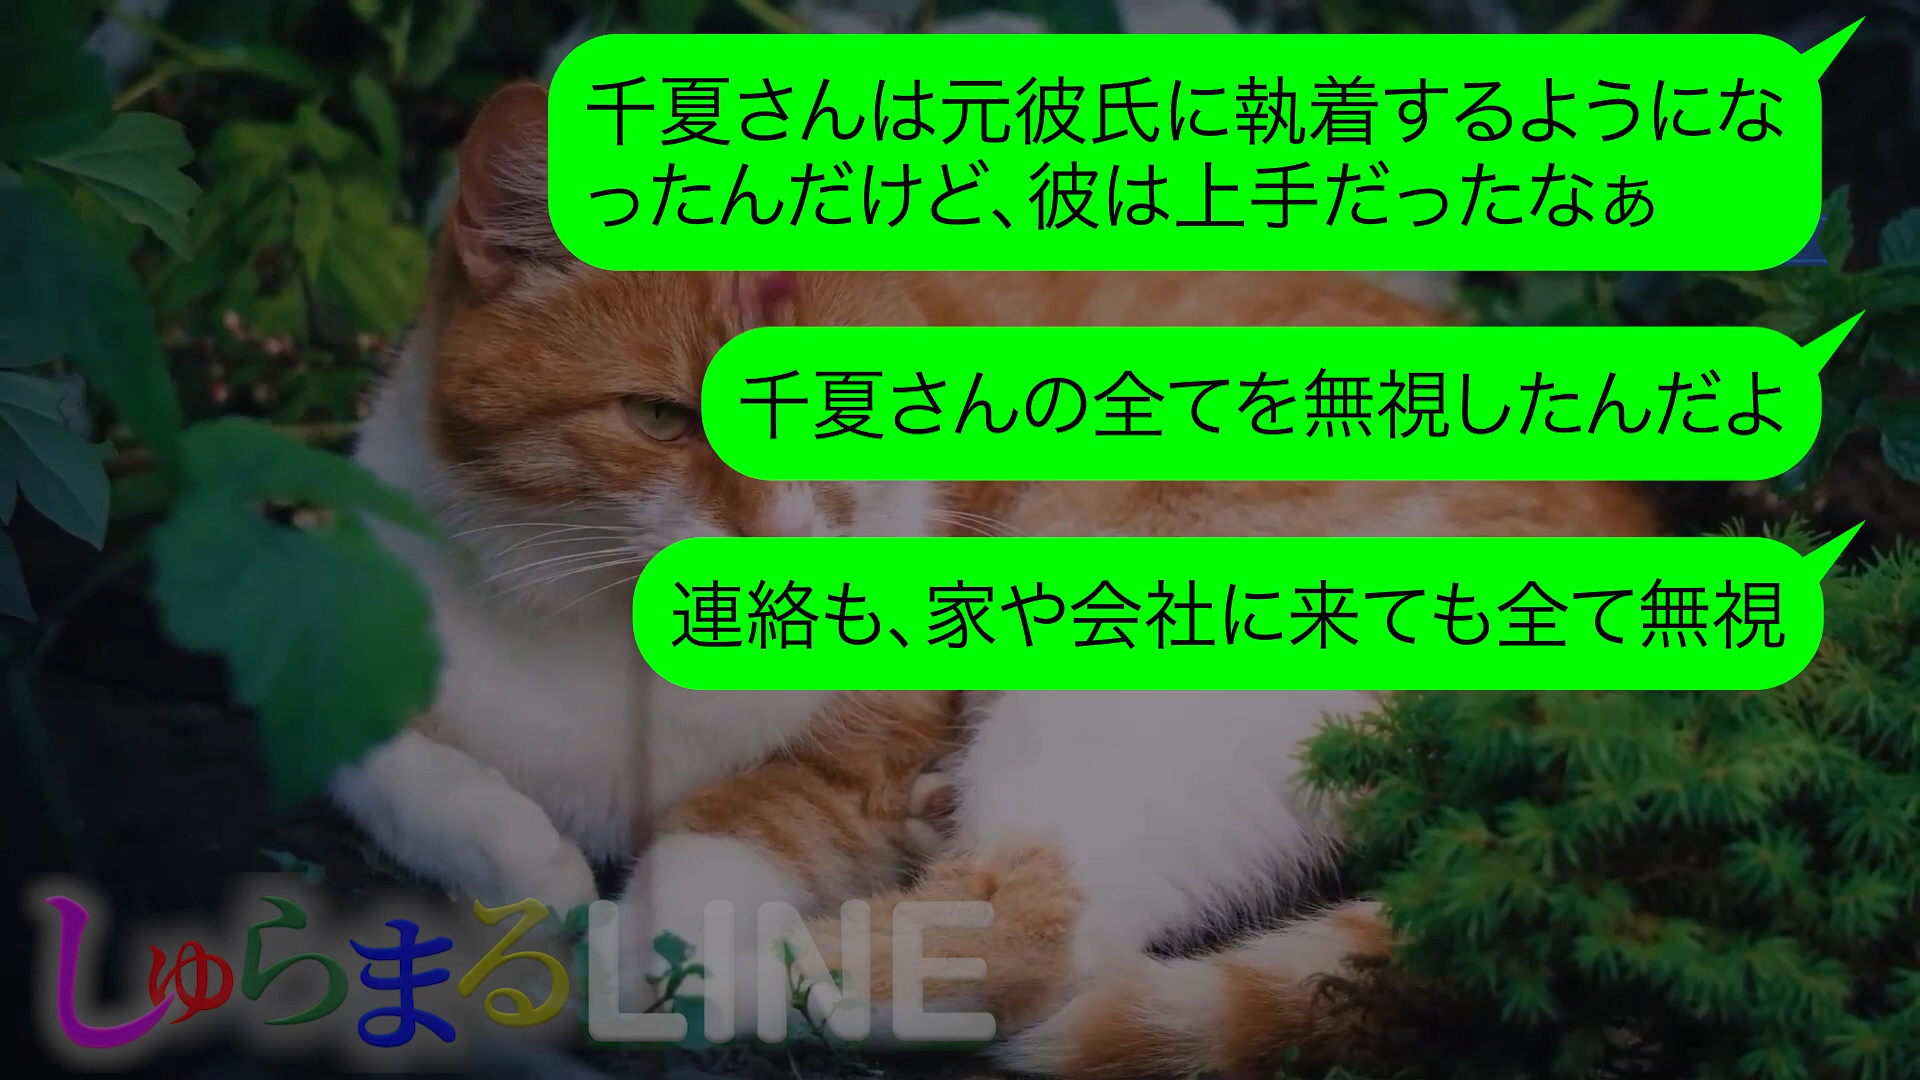 千夏さんは元彼氏に執着するようにな
ったんだけど、彼は上手だったなぁ
千夏さんの全てを無視したんだよ
連絡も、家や会社に来ても全て無視
しゅらまるLINE